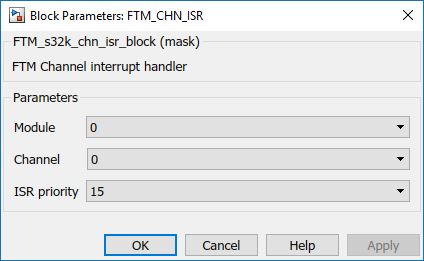 Block Parameters: FTM_CHN_ISR
FTM_s32k_chn_isr_block (mask)
FTM Channel interrupt handler
Parameters
Module 0
Channel 0
ISR priority 15
OK Cancel Help Apply